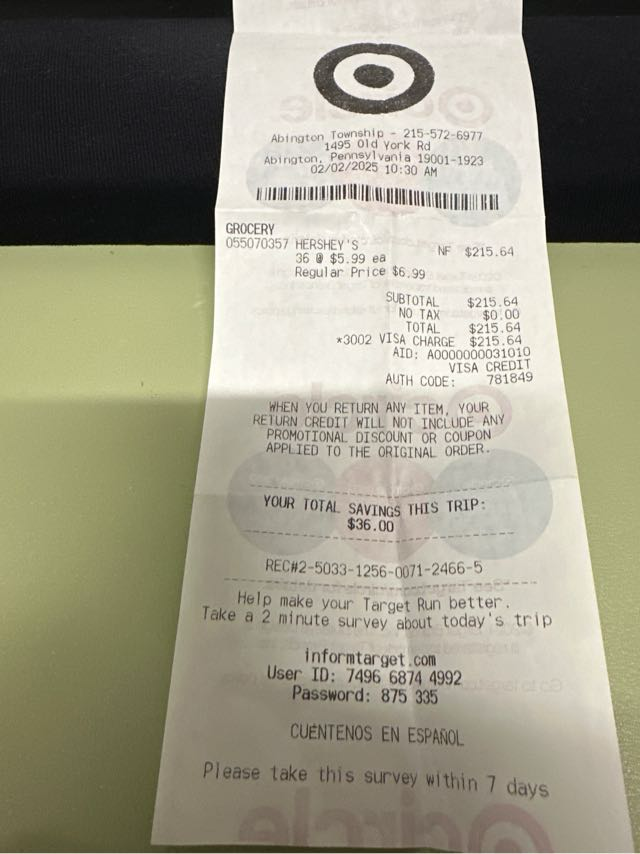 Abington Township - 215-572-6977
1495 Old York Rd
Abington, Pennsylvania 19001-1923
02/02/2025 10:30 AM
GROCERY
055070357 HERSHEY'S NF $215.64
36 @ $5.99 ea
Regular Price $6.99
SUBTOTAL $215.64
NO TAX $0.00
TOTAL $215.64
*3002 VISA CHARGE $215.64
AID: A0000000031010
VISA CREDIT
AUTH CODE: 781849
WHEN YOU RETURN ANY ITEM, YOUR
RETURN CREDIT WILL NOT INCLUDE ANY
PROMOTIONAL DISCOUNT OR COUPON
APPLIED TO THE ORIGINAL ORDER.
YOUR TOTAL SAVINGS THIS TRIP:
$36.00
REC#2-5033-1256-0071-2466-5
Help make your Target Run better.
Take a 2 minute survey about today's trip
informtarget.com
User ID: 7496 6874 4992
Password: 875 335
CUÉNTENOS EN ESPAÑOL
Please take this survey within 7 days